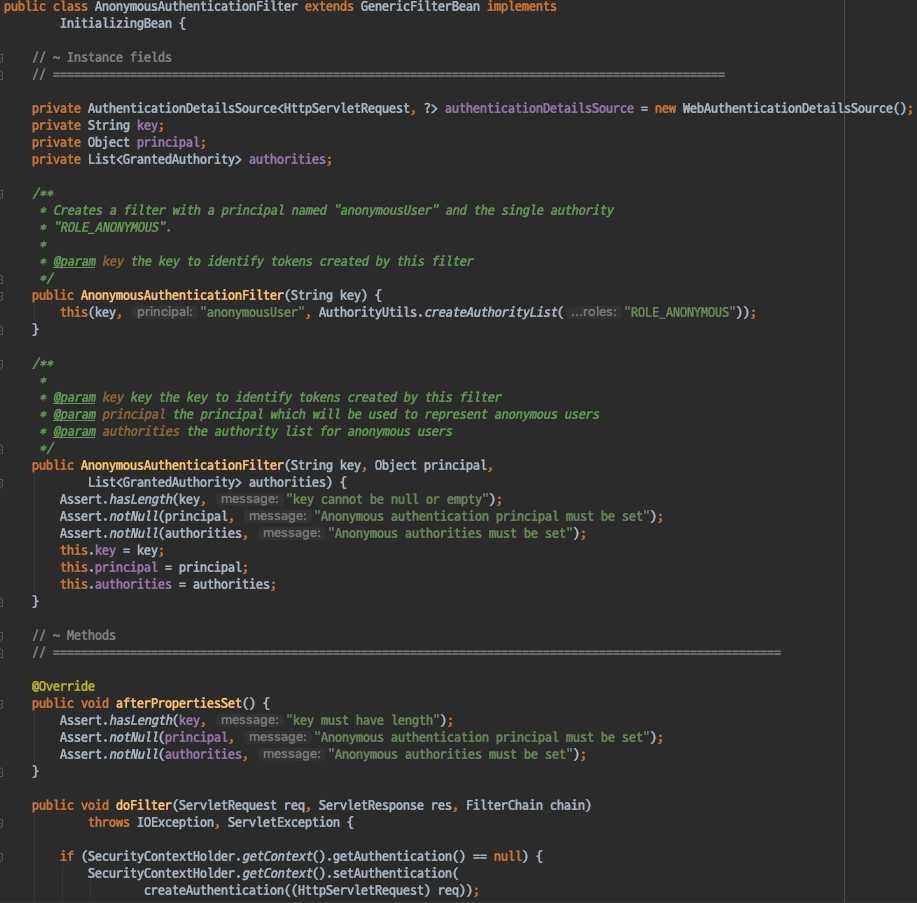 public class AnonymousAuthenticationFilter extends GenericFilterBean implements
        InitializingBean {

    // ~ Instance fields
    // ================================================================================================

    private AuthenticationDetailsSource<HttpServletRequest, ?> authenticationDetailsSource = new WebAuthenticationDetailsSource();
    private String key;
    private Object principal;
    private List<GrantedAuthority> authorities;

    /**
     * Creates a filter with a principal named "anonymousUser" and the single authority
     * "ROLE_ANONYMOUS".
     *
     * @param key the key to identify tokens created by this filter
     */
    public AnonymousAuthenticationFilter(String key) {
        this(key, principal: "anonymousUser", AuthorityUtils.createAuthorityList( ...roles: "ROLE_ANONYMOUS"));
    }

    /**
     *
     * @param key key the key to identify tokens created by this filter
     * @param principal the principal which will be used to represent anonymous users
     * @param authorities the authority list for anonymous users
     */
    public AnonymousAuthenticationFilter(String key, Object principal,
            List<GrantedAuthority> authorities) {
        Assert.hasLength(key, message: "key cannot be null or empty");
        Assert.notNull(principal, message: "Anonymous authentication principal must be set");
        Assert.notNull(authorities, message: "Anonymous authorities must be set");
        this.key = key;
        this.principal = principal;
        this.authorities = authorities;
    }

    // ~ Methods
    // ========================================================================================================

    @Override
    public void afterPropertiesSet() {
        Assert.hasLength(key, message: "key must have length");
        Assert.notNull(principal, message: "Anonymous authentication principal must be set");
        Assert.notNull(authorities, message: "Anonymous authorities must be set");
    }

    public void doFilter(ServletRequest req, ServletResponse res, FilterChain chain)
            throws IOException, ServletException {

        if (SecurityContextHolder.getContext().getAuthentication() == null) {
            SecurityContextHolder.getContext().setAuthentication(
                    createAuthentication((HttpServletRequest) req));